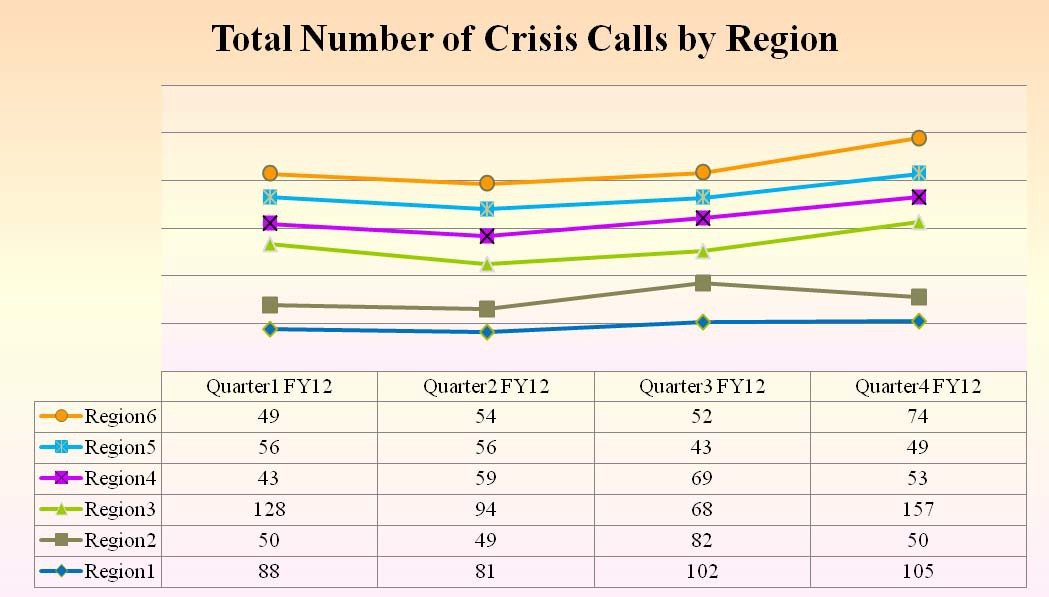 Total Number of Crisis Calls by Region
Quarter1 FY12 Quarter2 FY12 Quarter3 FY12 Quarter4 FY12
Region6 49 54 52 74
Region5 56 56 43 49
Region4 43 59 69 53
Region3 128 94 68 157
Region2 50 49 82 50
Region1 88 81 102 105